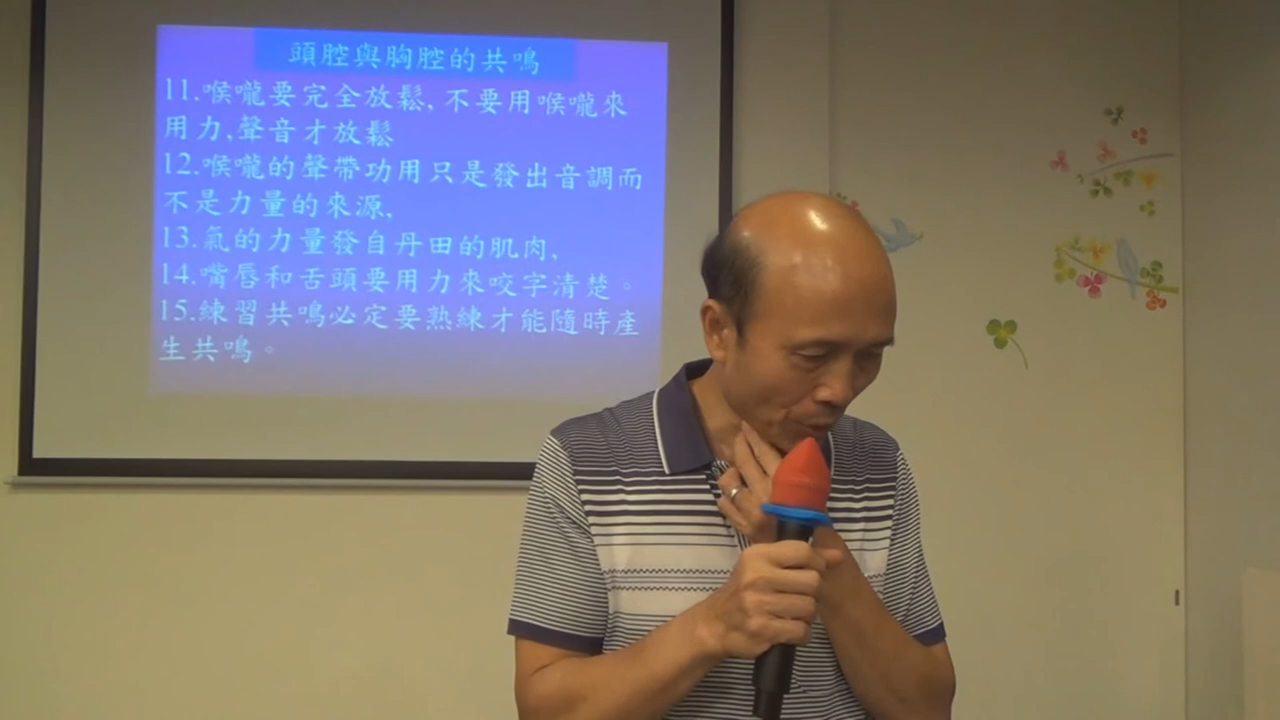 頭腔與胸腔的共鳴
11.喉嚨要完全放鬆,不要用喉嚨來
用力,聲音才放鬆
12.喉嚨的聲帶功用只是發出音調而
不是力量的來源,
13.氣的力量發自丹田的肌肉,
14.嘴唇和舌頭要用力來咬字清楚。
15.練習共鳴必定要熟練才能隨時產
生共鳴。